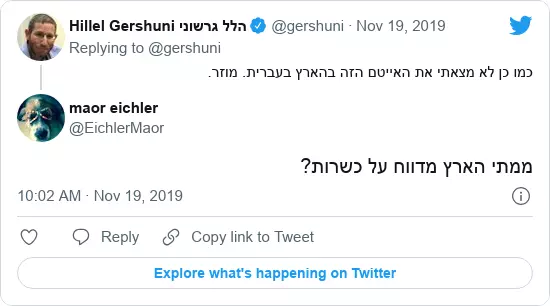 Hillel Gershuni הלל גרשוני @gershuni · Nov 19, 2019
Replying to @gershuni
כמו כן לא מצאתי את האייטם הזה בהארץ בעברית. מוזר.
maor eichler
@EichlerMaor
ממתי הארץ מדווח על כשרות?
10:02 AM · Nov 19, 2019
Reply
Copy link to Tweet
Explore what's happening on Twitter